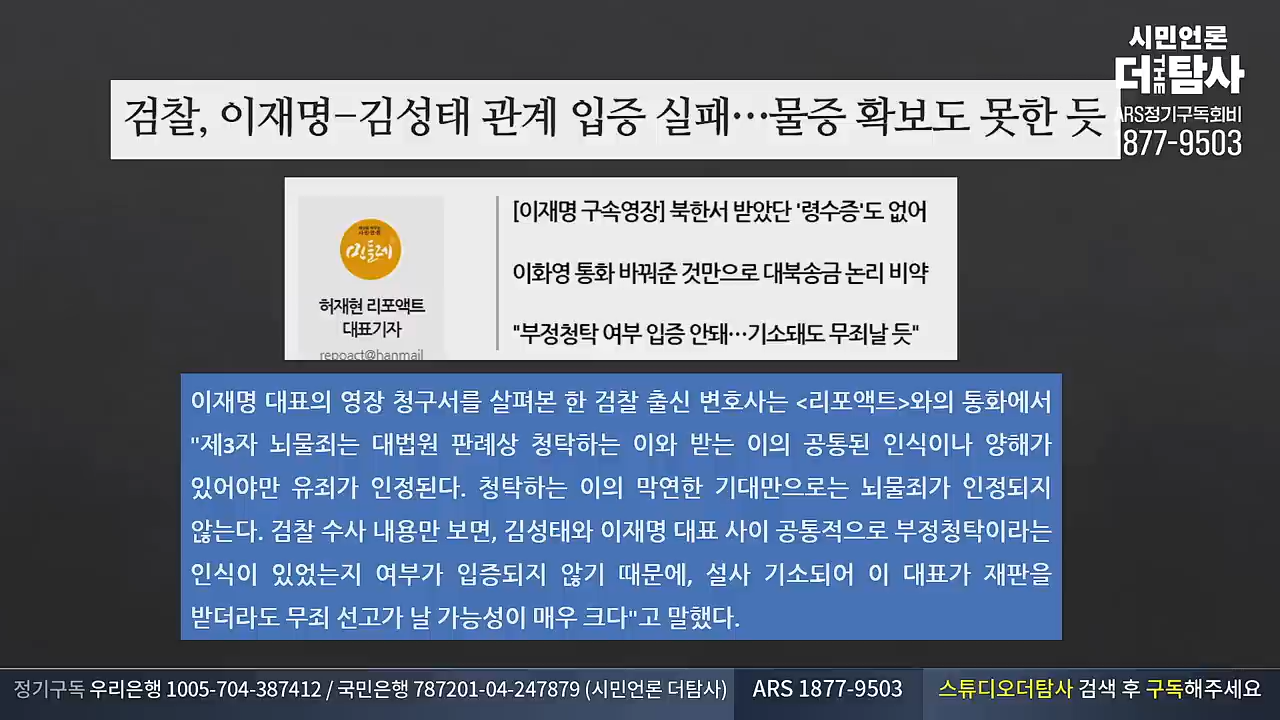 시민언론
더탐사
THE
ARS정기구독회비
1877-9503
검찰, 이재명-김성태 관계 입증 실패…물증 확보도 못한 듯
민들레
허재현 리포액트
대표기자
repoact@hanmail
[이재명 구속영장] 북한서 받았단 '령수증'도 없어
이화영 통화 바꿔준 것만으로 대북송금 논리 비약
"부정청탁 여부 입증 안돼…기소돼도 무죄날 듯"
이재명 대표의 영장 청구서를 살펴본 한 검찰 출신 변호사는 <리포액트>와의 통화에서
"제3자 뇌물죄는 대법원 판례상 청탁하는 이와 받는 이의 공통된 인식이나 양해가
있어야만 유죄가 인정된다. 청탁하는 이의 막연한 기대만으로는 뇌물죄가 인정되지
않는다. 검찰 수사 내용만 보면, 김성태와 이재명 대표 사이 공통적으로 부정청탁이라는
인식이 있었는지 여부가 입증되지 않기 때문에, 설사 기소되어 이 대표가 재판을
받더라도 무죄 선고가 날 가능성이 매우 크다"고 말했다.
정기구독 우리은행 1005-704-387412 / 국민은행 787201-04-247879 (시민언론 더탐사)
ARS 1877-9503
스튜디오더탐사 검색 후 구독해주세요